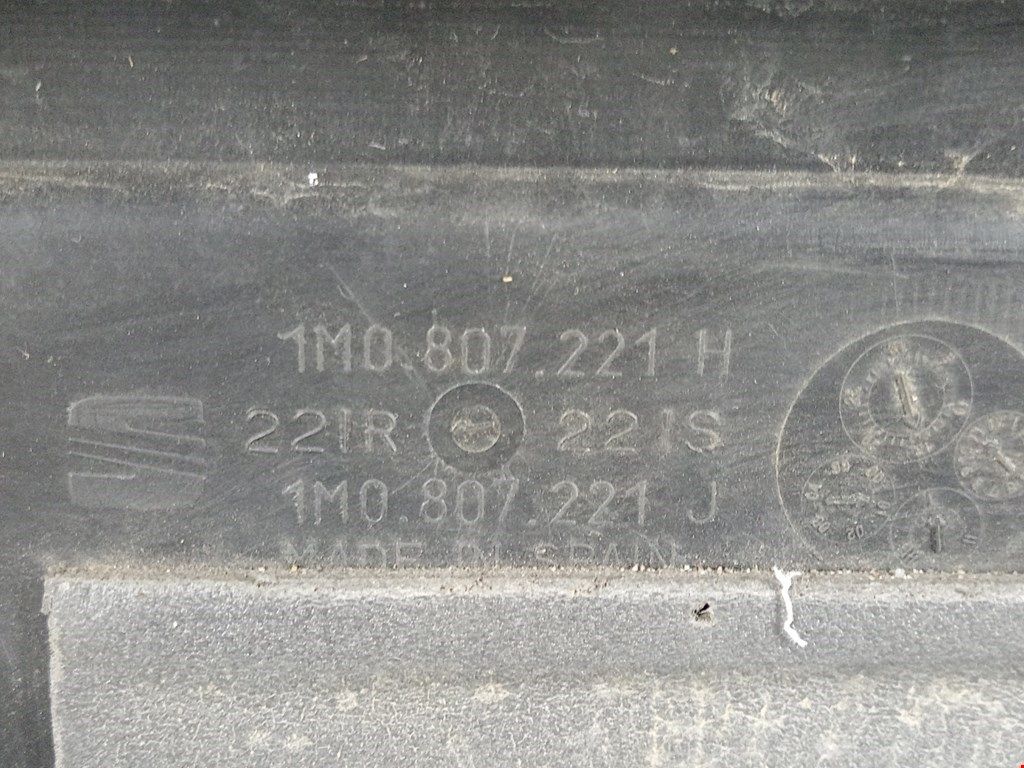 1M0.807.221 H
221R 221S
1M0.807.221 J
MADE IN SPAIN